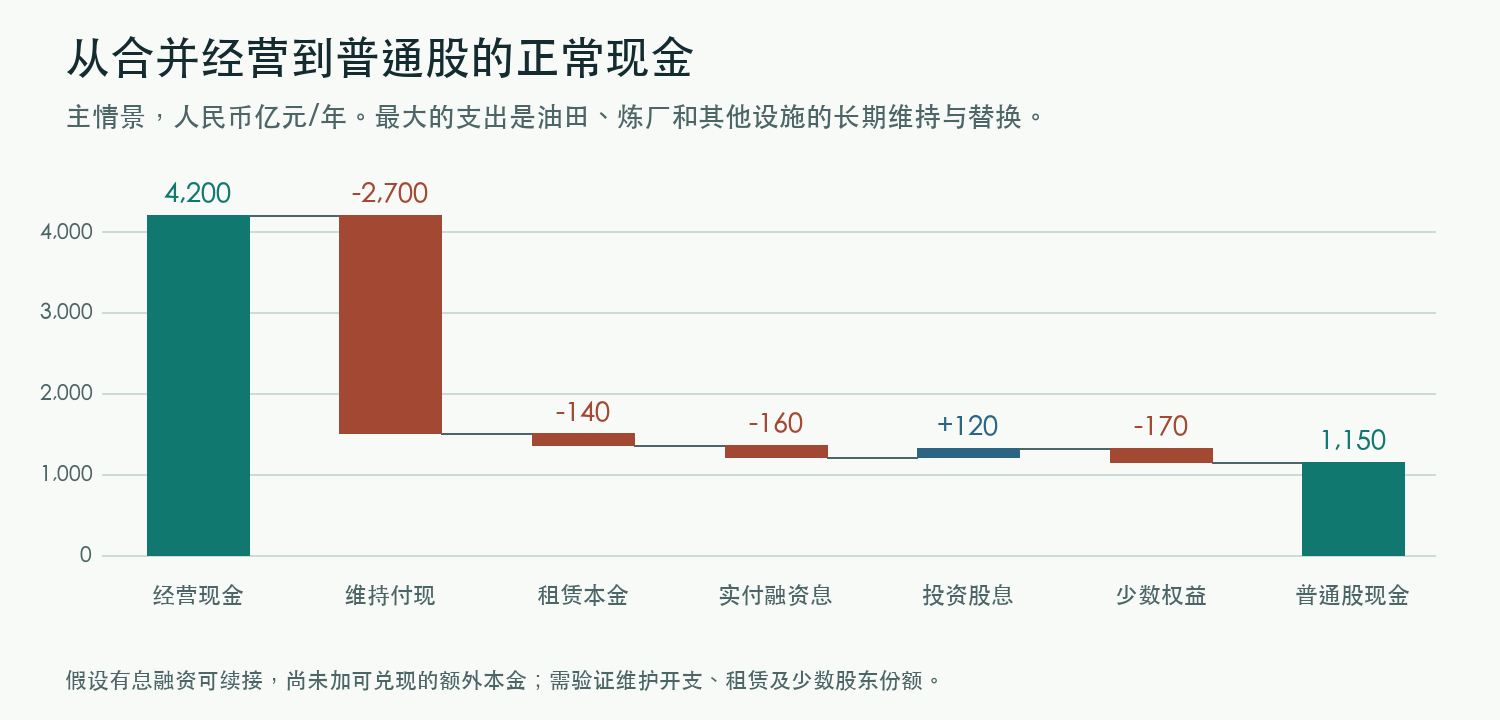 从合并经营到普通股的正常现金
主情景，人民币亿元/年。最大的支出是油田、炼厂和其他设施的长期维持与替换。
4,200
-2,700
-140
-160
+120
-170
1,150
4,000
3,000
2,000
1,000
0
经营现金
维持付现
租赁本金
实付融资息
投资股息
少数权益
普通股现金
假设有息融资可续接，尚未加可兑现的额外本金；需验证维护开支、租赁及少数股东份额。